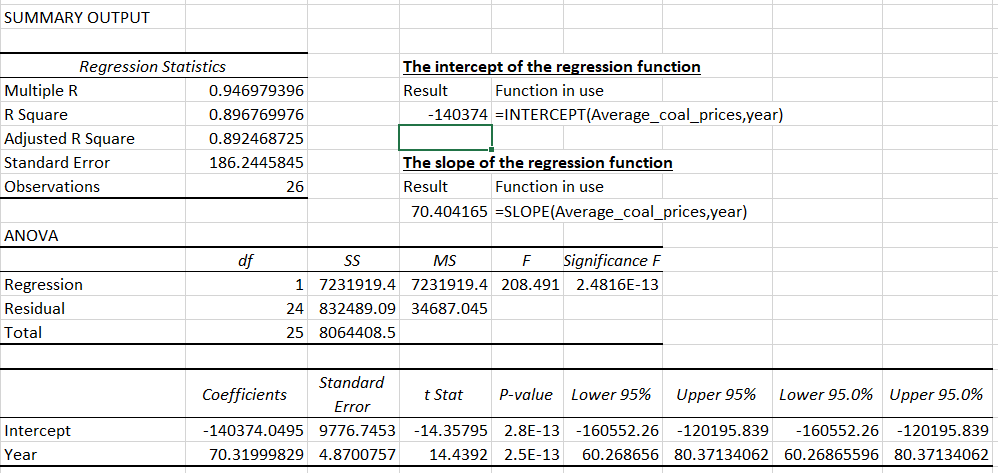 SUMMARY OUTPUT
Regression Statistics The intercept of the regression function
Multiple R 0.946979396 Result Function in use
R Square 0.896769976 -140374 =INTERCEPT(Average_coal_prices,year)
Adjusted R Square 0.892468725
Standard Error 186.2445845 The slope of the regression function
Observations 26 Result Function in use
70.404165 =SLOPE(Average_coal_prices,year)
ANOVA
df SS MS F Significance F
Regression 1 7231919.4 7231919.4 208.491 2.4816E-13
Residual 24 832489.09 34687.045
Total 25 8064408.5
Coefficients Standard Error t Stat P-value Lower 95% Upper 95% Lower 95.0% Upper 95.0%
Intercept -140374.0495 9776.7453 -14.35795 2.8E-13 -160552.26 -120195.839 -160552.26 -120195.839
Year 70.31999829 4.8700757 14.4392 2.5E-13 60.268656 80.37134062 60.26865596 80.37134062